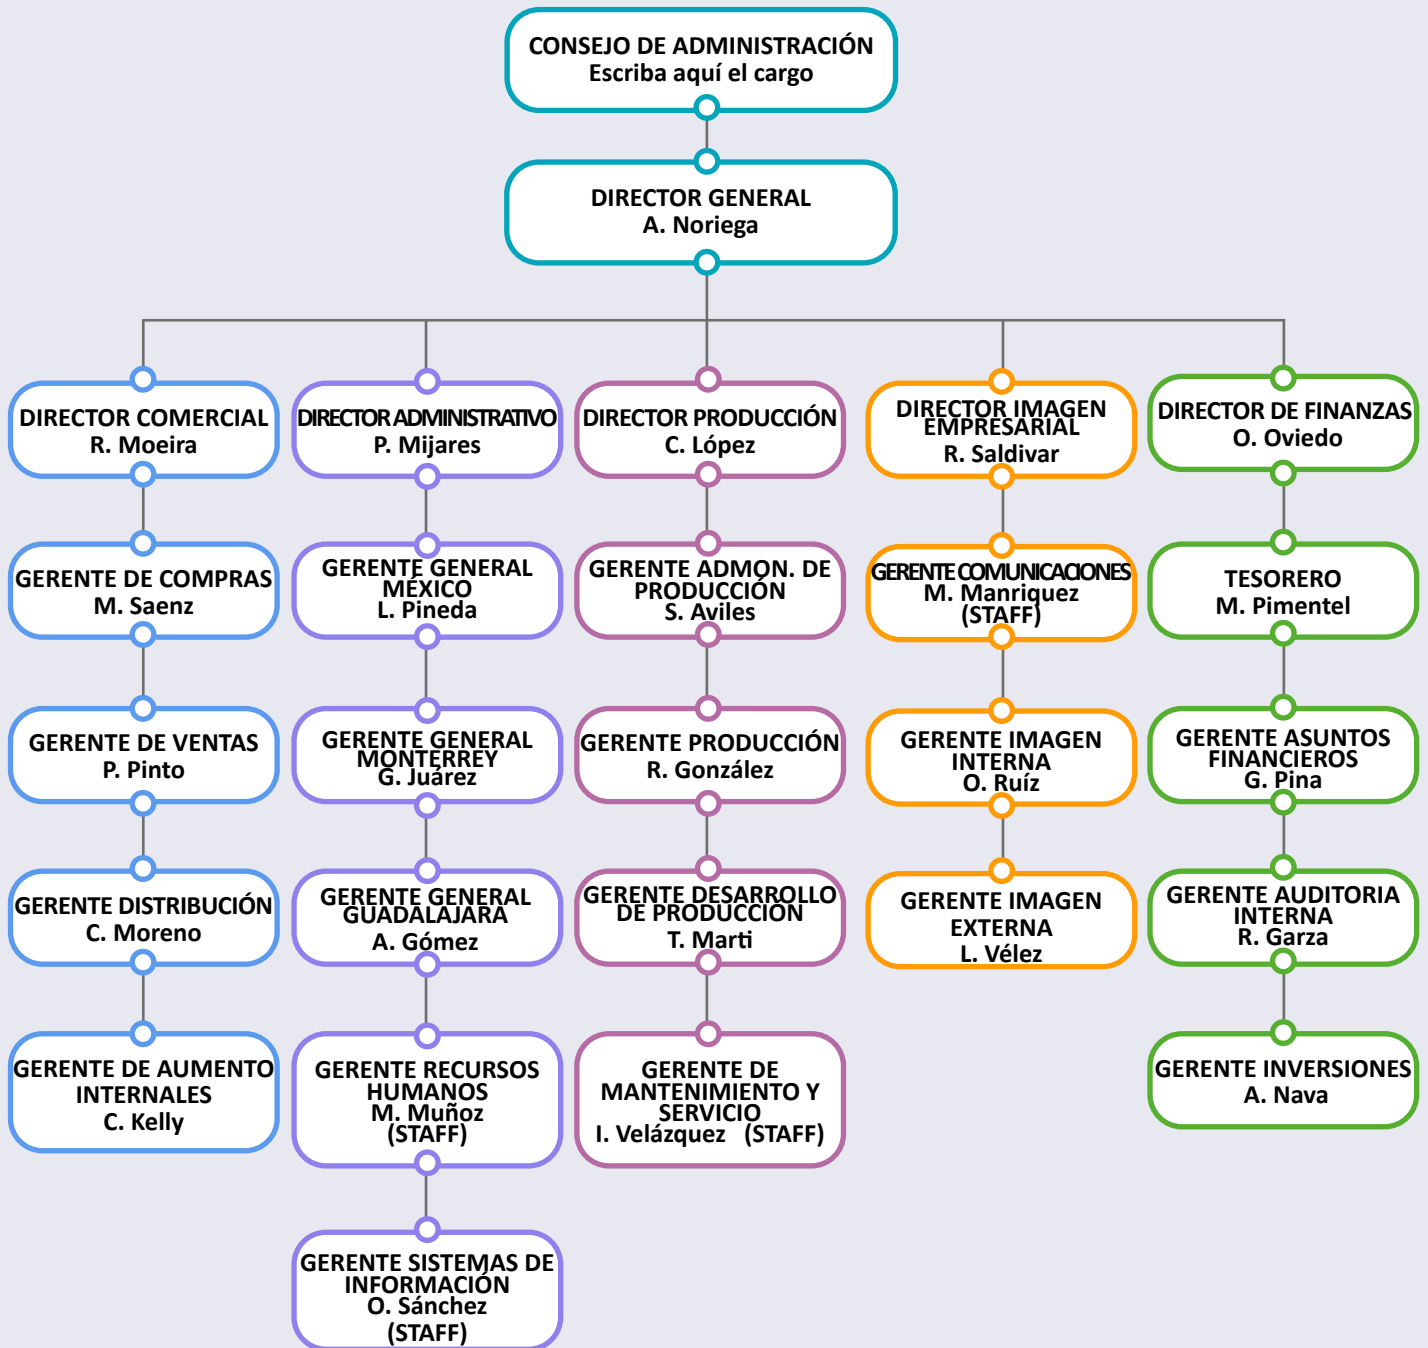 CONSEJO DE ADMINISTRACIÓN
Escriba aquí el cargo
DIRECTOR GENERAL
A. Noriega
DIRECTOR COMERCIAL
R. Moeira
GERENTE DE COMPRAS
M. Saenz
GERENTE DE VENTAS
P. Pinto
GERENTE DISTRIBUCIÓN
C. Moreno
GERENTE DE AUMENTO
INTERNALES
C. Kelly
DIRECTOR ADMINISTRATIVO
P. Mijares
GERENTE GENERAL
MÉXICO
L. Pineda
GERENTE GENERAL
MONTERREY
G. Juárez
GERENTE GENERAL
GUADALAJARA
A. Gómez
GERENTE RECURSOS
HUMANOS
M. Muñoz
(STAFF)
GERENTE SISTEMAS DE
INFORMACIÓN
O. Sánchez
(STAFF)
DIRECTOR PRODUCCIÓN
C. López
GERENTE ADMON. DE
PRODUCCIÓN
S. Aviles
GERENTE PRODUCCIÓN
R. González
GERENTE DESARROLLO
DE PRODUCCIÓN
T. Marti
GERENTE DE
MANTENIMIENTO Y
SERVICIO
I. Velázquez (STAFF)
DIRECTOR IMAGEN
EMPRESARIAL
R. Saldivar
GERENTE COMUNICACIONES
M. Manriquez
(STAFF)
GERENTE IMAGEN
INTERNA
O. Ruíz
GERENTE IMAGEN
EXTERNA
L. Vélez
DIRECTOR DE FINANZAS
O. Oviedo
TESORERO
M. Pimentel
GERENTE ASUNTOS
FINANCIEROS
G. Pina
GERENTE AUDITORIA
INTERNA
R. Garza
GERENTE INVERSIONES
A. Nava